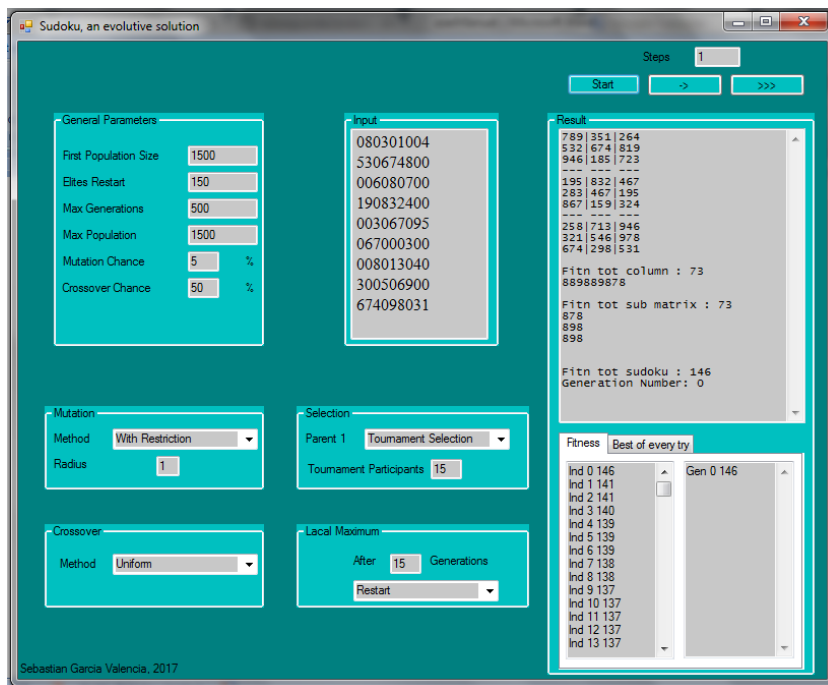 Sudoku, an evolutive solution
Steps 1
Start -> >>>
General Parameters
First Population Size 1500
Elites Restart 150
Max Generations 500
Max Population 1500
Mutation Chance 5 %
Crossover Chance 50 %
Input
080301004
530674800
006080700
190832400
003067095
067000300
008013040
300506900
674098031
Result
789|351|264
532|674|819
946|185|723
--- --- ---
195|832|467
283|467|195
867|159|324
--- --- ---
258|713|946
321|546|978
674|298|531
Fitn tot column : 73
889889878
Fitn tot sub matrix : 73
878
898
898
Fitn tot sudoku : 146
Generation Number: 0
Mutation
Method With Restriction
Radius 1
Selection
Parent 1 Tournament Selection
Tournament Participants 15
Crossover
Method Uniform
Lacal Maximum
After 15 Generations
Restart
Fitness Best of every try
Ind 0 146
Ind 1 141
Ind 2 141
Ind 3 140
Ind 4 139
Ind 5 139
Ind 6 139
Ind 7 138
Ind 8 138
Ind 9 137
Ind 10 137
Ind 11 137
Ind 12 137
Ind 13 137
Gen 0 146
Sebastian Garcia Valencia, 2017